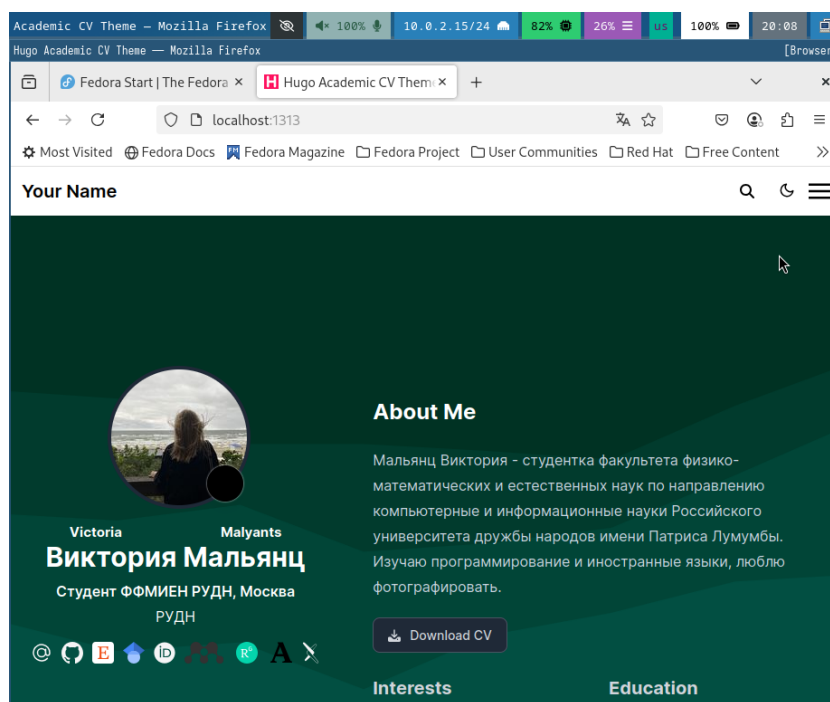 Academic CV Theme — Mozilla Firefox 100% 10.0.2.15/24 82% 26% us 100% 20:08
Hugo Academic CV Theme — Mozilla Firefox [Browser
Fedora Start | The Fedora Hugo Academic CV Theme
localhost:1313
Most Visited Fedora Docs Fedora Magazine Fedora Project User Communities Red Hat Free Content
Your Name
About Me
Мальянц Виктория - студентка факультета физико-
математических и естественных наук по направлению
компьютерные и информационные науки Российского
университета дружбы народов имени Патриса Лумумбы.
Изучаю программирование и иностранные языки, люблю
фотографировать.
Victoria Malyants
Виктория Мальянц
Студент ФФМИЕН РУДН, Москва
РУДН
Download CV
Interests Education